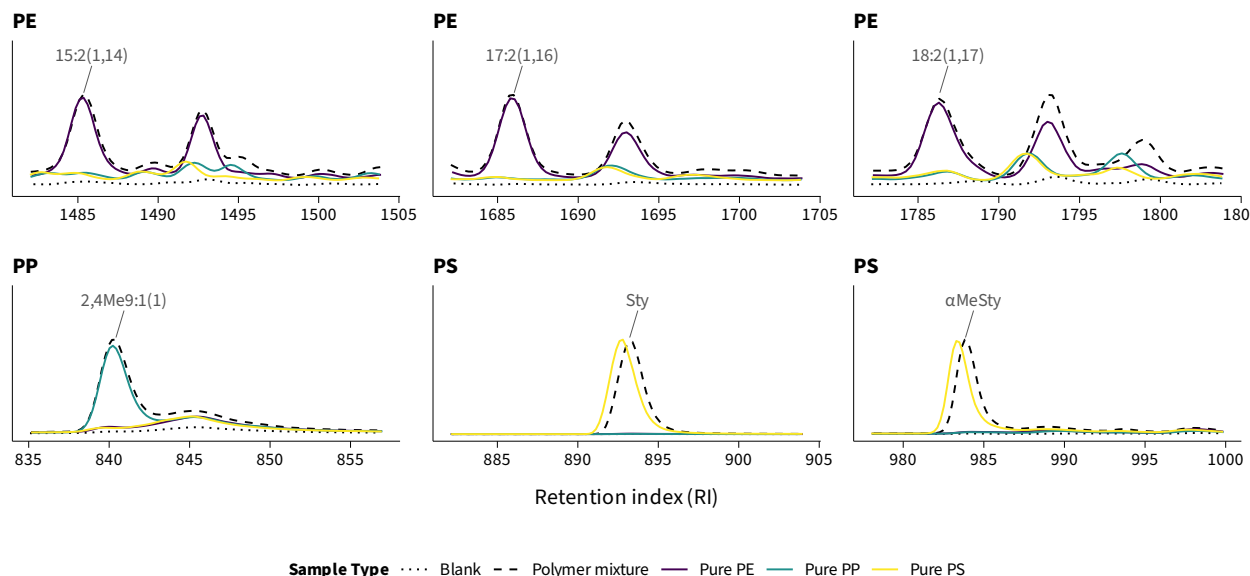 PE PE PE
15:2(1,14) 17:2(1,16) 18:2(1,17)
1485 1490 1495 1500 1505 1685 1690 1695 1700 1705 1785 1790 1795 1800 180
PP PS PS
2,4Me9:1(1) Sty αMeSty
835 840 845 850 855 885 890 895 900 905 980 985 990 995 1000
Retention index (RI)
Sample Type Blank Polymer mixture Pure PE Pure PP Pure PS